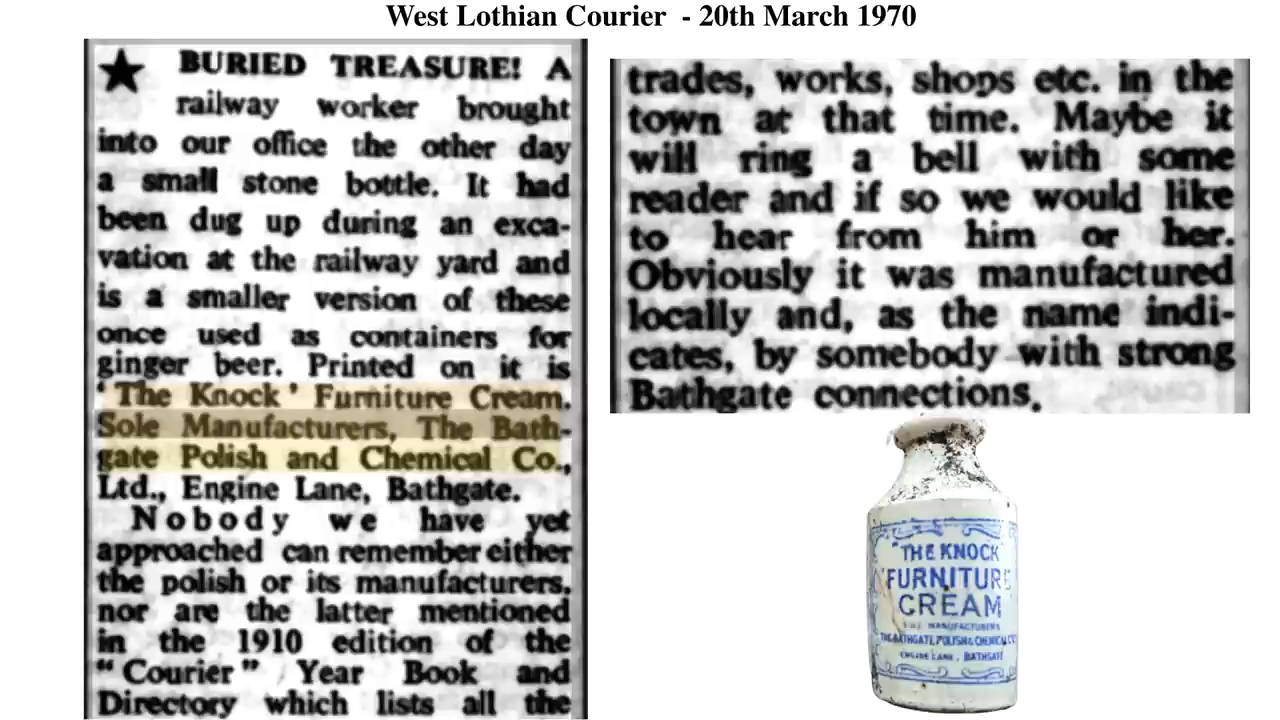 West Lothian Courier - 20th March 1970
★ BURIED TREASURE! A
railway worker brought
into our office the other day
a small stone bottle. It had
been dug up during an exca-
vation at the railway yard and
is a smaller version of these
once used as containers for
ginger beer. Printed on it is
' The Knock ' Furniture Cream.
Sole Manufacturers, The Bath-
gate Polish and Chemical Co.,
Ltd., Engine Lane, Bathgate.
Nobody we have yet
approached can remember either
the polish or its manufacturers,
nor are the latter mentioned
in the 1910 edition of the
" Courier " Year Book and
Directory which lists all the
trades, works, shops etc. in the
town at that time. Maybe it
will ring a bell with some
reader and if so we would like
to hear from him or her.
Obviously it was manufactured
locally and, as the name indi-
cates, by somebody with strong
Bathgate connections.
"THE KNOCK
FURNITURE
CREAM
MANUFACTURERS
THE BATHGATE POLISH & CHEMICAL
ENGINE LANE, BATHGATE